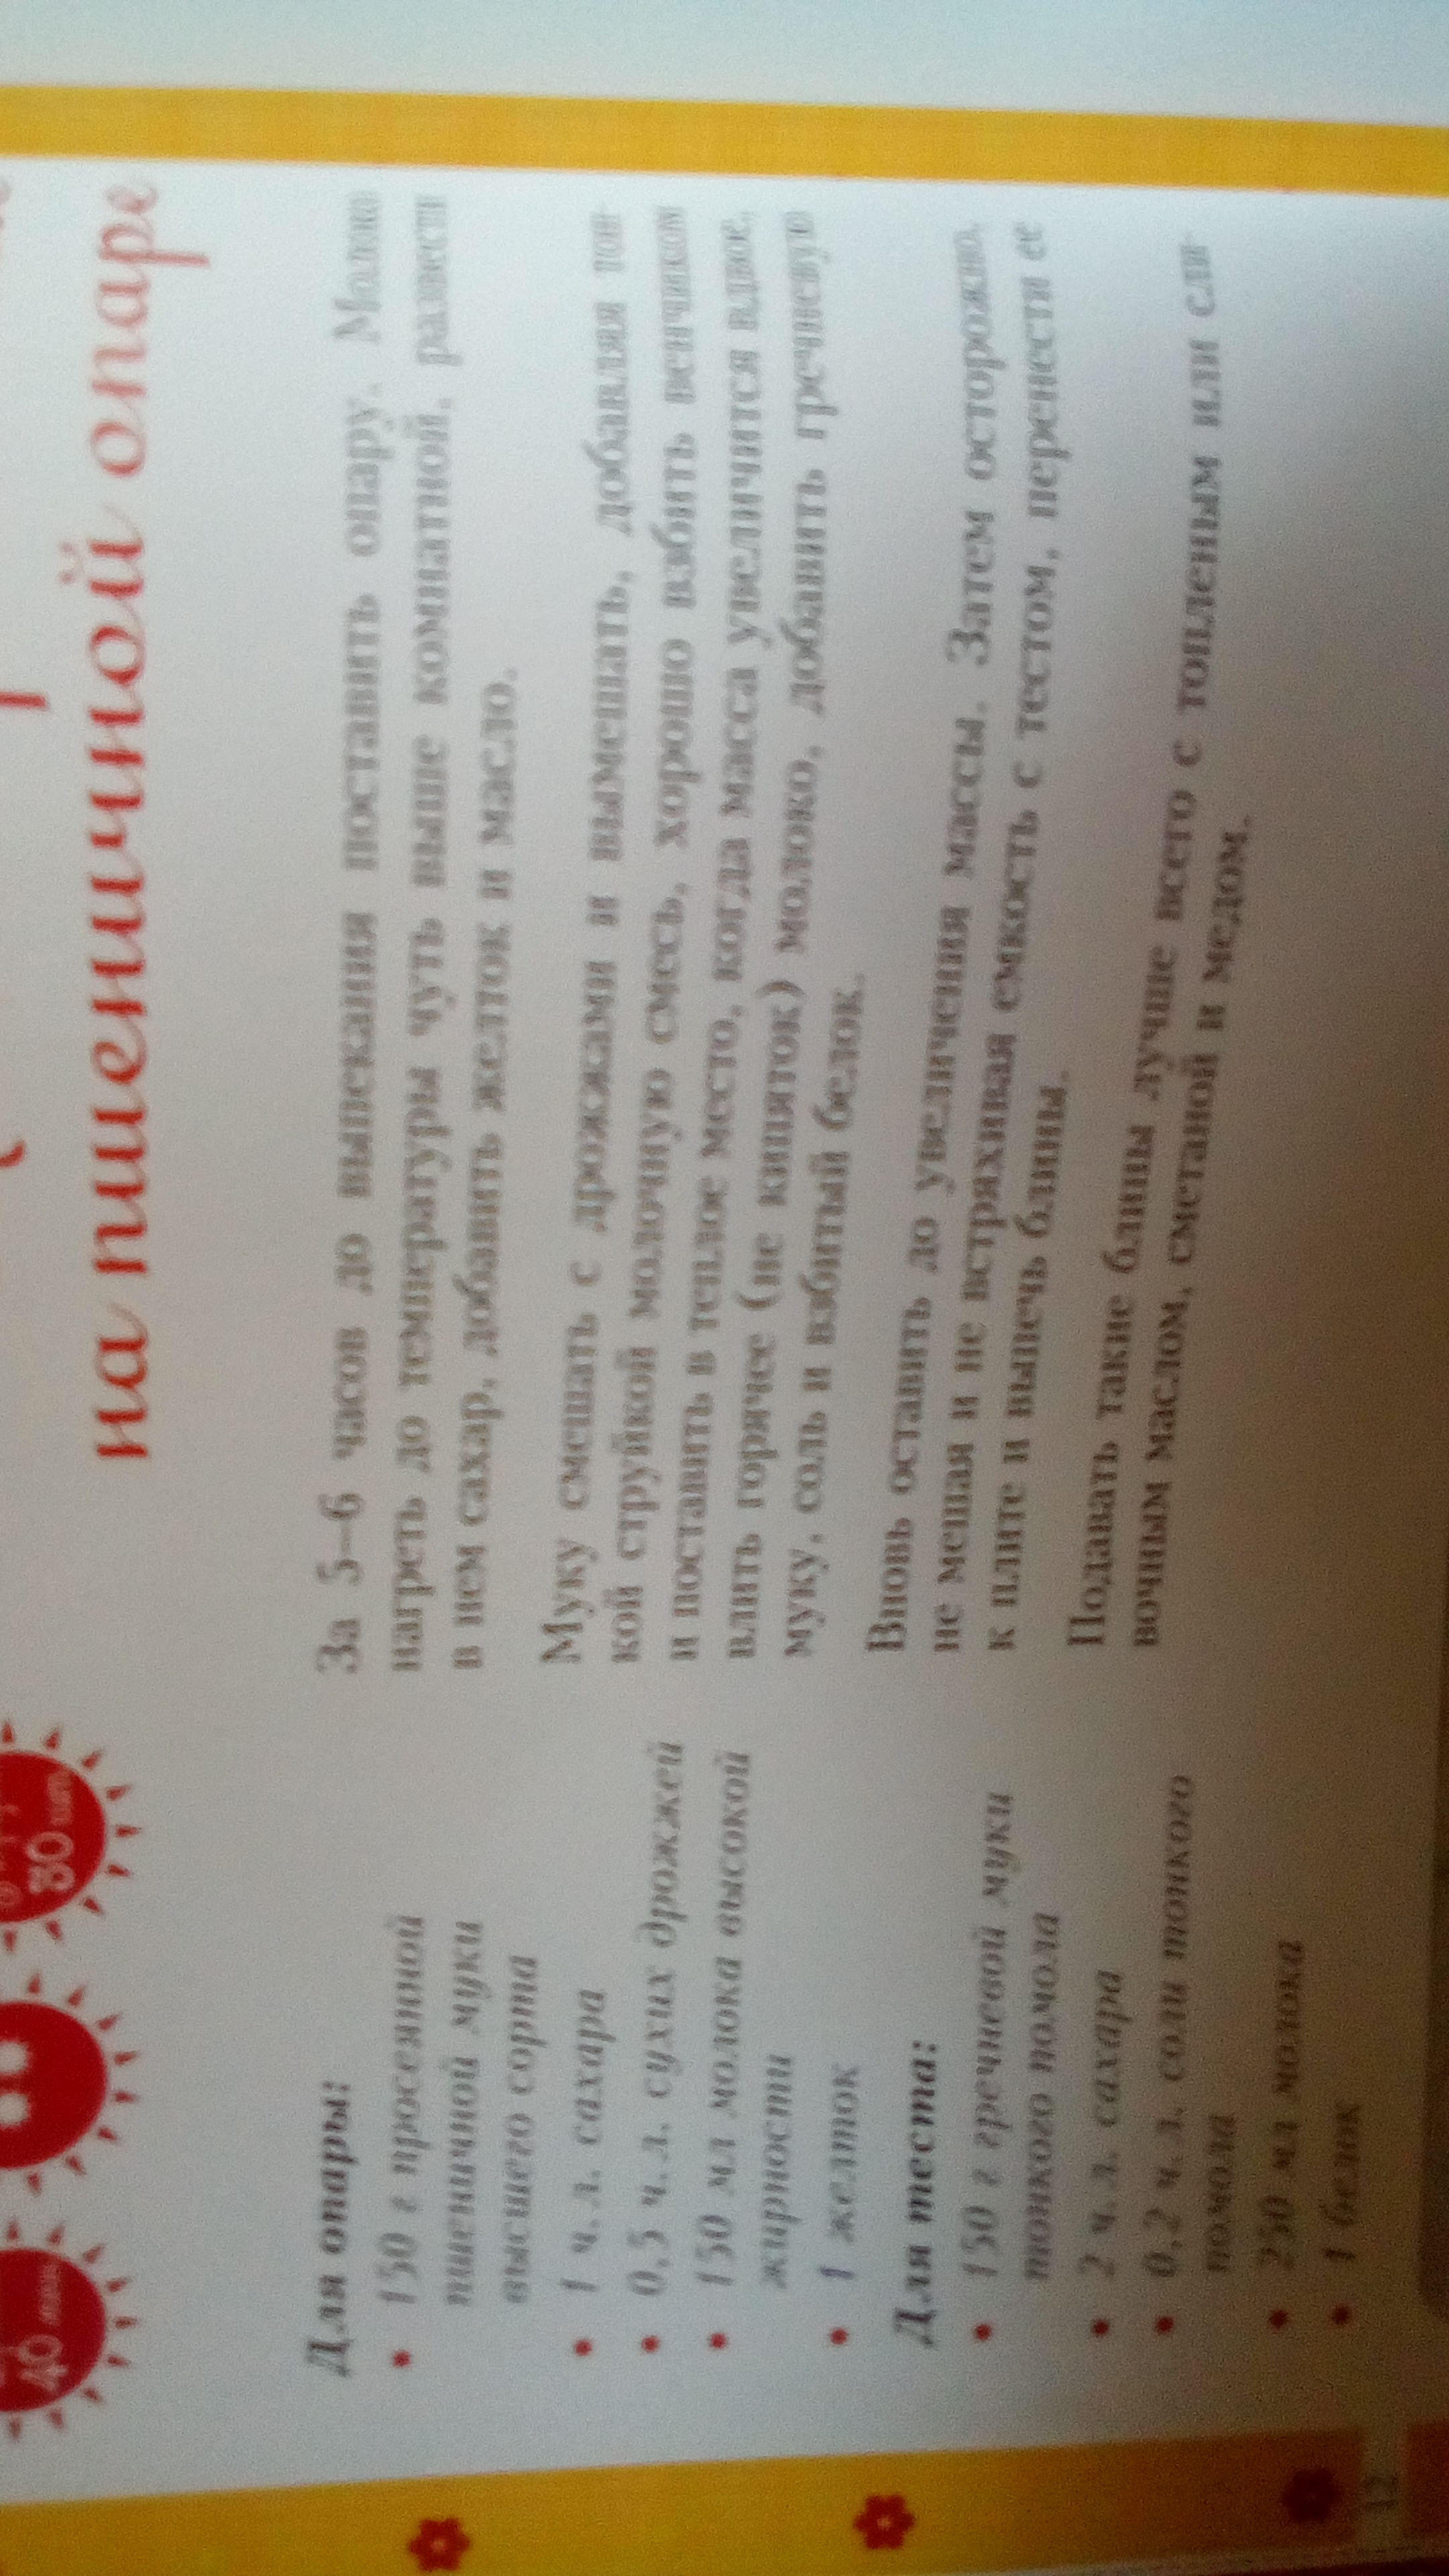 на пшеничной опаре
40 мин
80
Для опары:
150 г просеянной
пшеничной муки
высшего сорта
1 ч. л. сахара
0,5 ч. л. сухих дрожжей
150 мл молока высокой
жирности
1 желток
Для теста:
150 г гречневой муки
тонкого помола
2 ч. л. сахара
0,2 ч. л. соли тонкого
помола
250 мл молока
1 белок
За 5–6 часов до выпекания поставить опару. Молоко
нагреть до температуры чуть выше комнатной, развести
в нем сахар, добавить желток и масло.
Муку смешать с дрожжами и вымешать, добавляя тон-
кой струйкой молочную смесь, хорошо взбить венчиком
и поставить в теплое место, когда масса увеличится вдвое,
влить горячее (не кипяток) молоко, добавить гречневую
муку, соль и взбитый белок.
Вновь оставить до увеличения массы. Затем осторожно,
не мешая и не встряхивая емкость с тестом, перенести ее
к плите и выпечь блины.
Подавать такие блины лучше всего с топленым или сли-
вочным маслом, сметаной и медом.
12